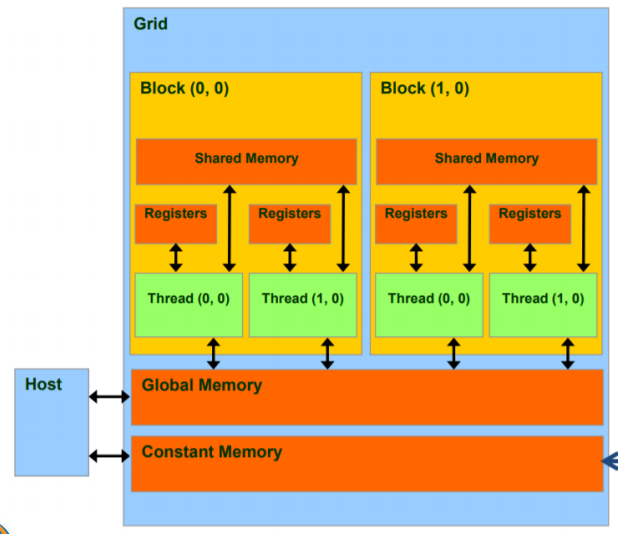 Grid
Block (0, 0)
Block (1, 0)
Shared Memory
Shared Memory
Registers
Registers
Registers
Registers
Thread (0, 0)
Thread (1, 0)
Thread (0, 0)
Thread (1, 0)
Host
Global Memory
Constant Memory